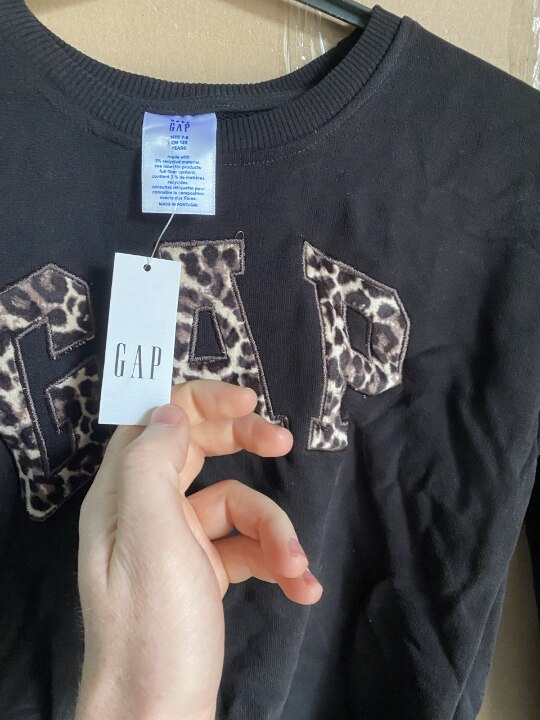 GAP
SIZE 7-8
CM 128
YEARS
made with
3% recycled material.
see label for products
full fiber content.
contient 3 % de matières
recyclées.
consultez l'étiquette pour
connaître la composition
exacte des fibres.
MADE IN PORTUGAL
GAP
GAP